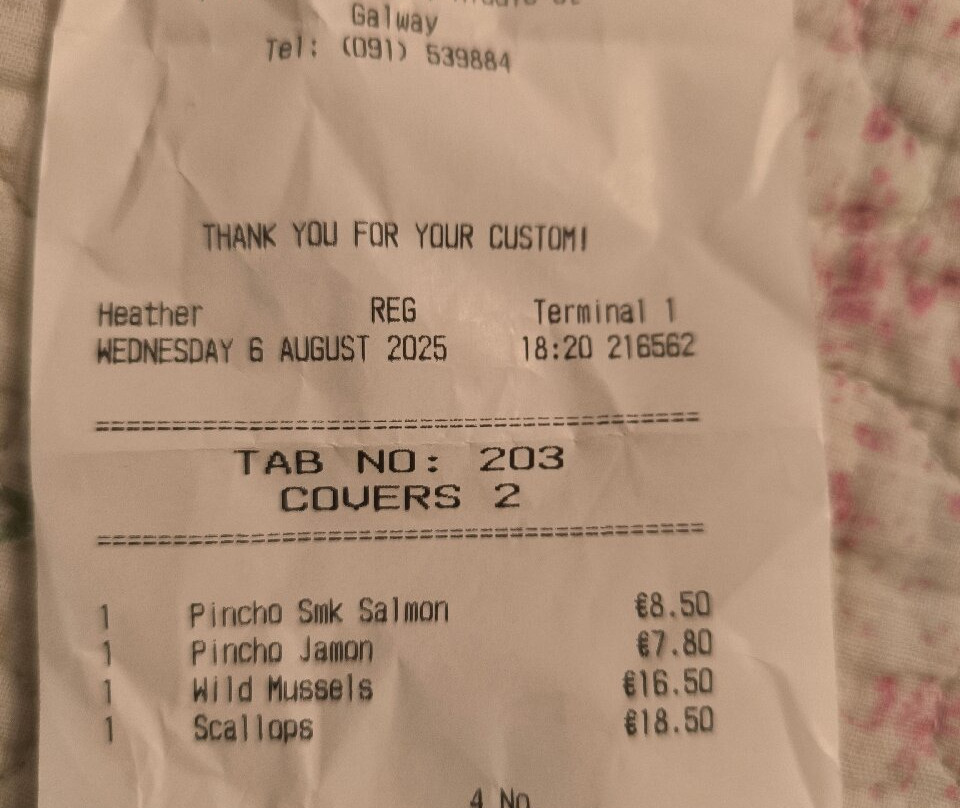 Galway
Tel: (091) 539884
THANK YOU FOR YOUR CUSTOM!
Heather REG Terminal 1
WEDNESDAY 6 AUGUST 2025 18:20 216562
========================================
TAB NO: 203
COVERS 2
========================================
1 Pincho Smk Salmon €8.50
1 Pincho Jamon €7.80
1 Wild Mussels €16.50
1 Scallops €18.50
4 No